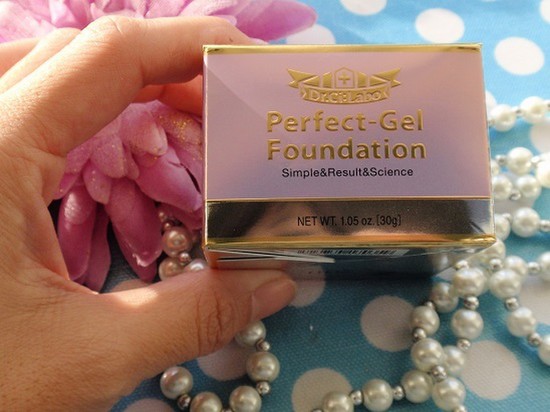 Dr.Ci:Labo
Perfect-Gel
Foundation
Simple&Result&Science
NET WT. 1.05 oz. [30g]